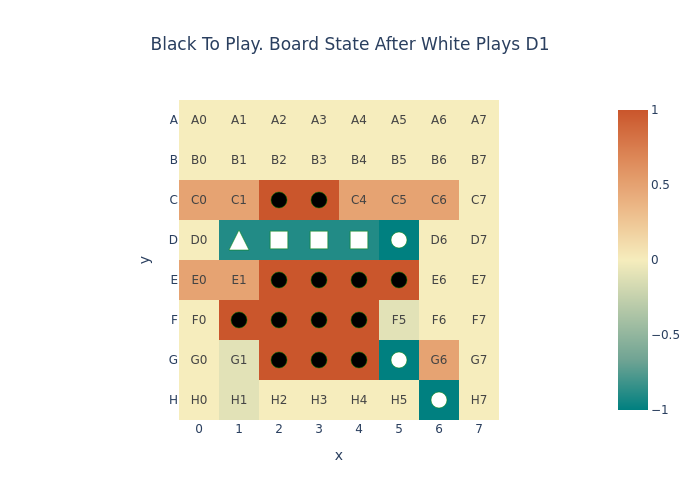 Black To Play. Board State After White Plays D1
A A0 A1 A2 A3 A4 A5 A6 A7
B B0 B1 B2 B3 B4 B5 B6 B7
C C0 C1 C4 C5 C6 C7
D D0 D6 D7
E E0 E1 E6 E7
F F0 F5 F6 F7
G G0 G1 G6 G7
H H0 H1 H2 H3 H4 H5 H7
0 1 2 3 4 5 6 7
x
y
1
0.5
0
−0.5
−1